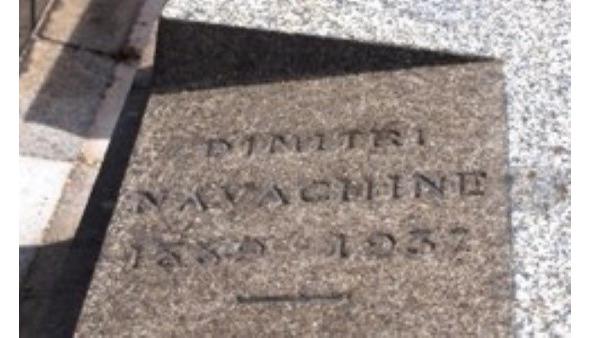 DIMITRI
NAVACHINE
1889 - 1937